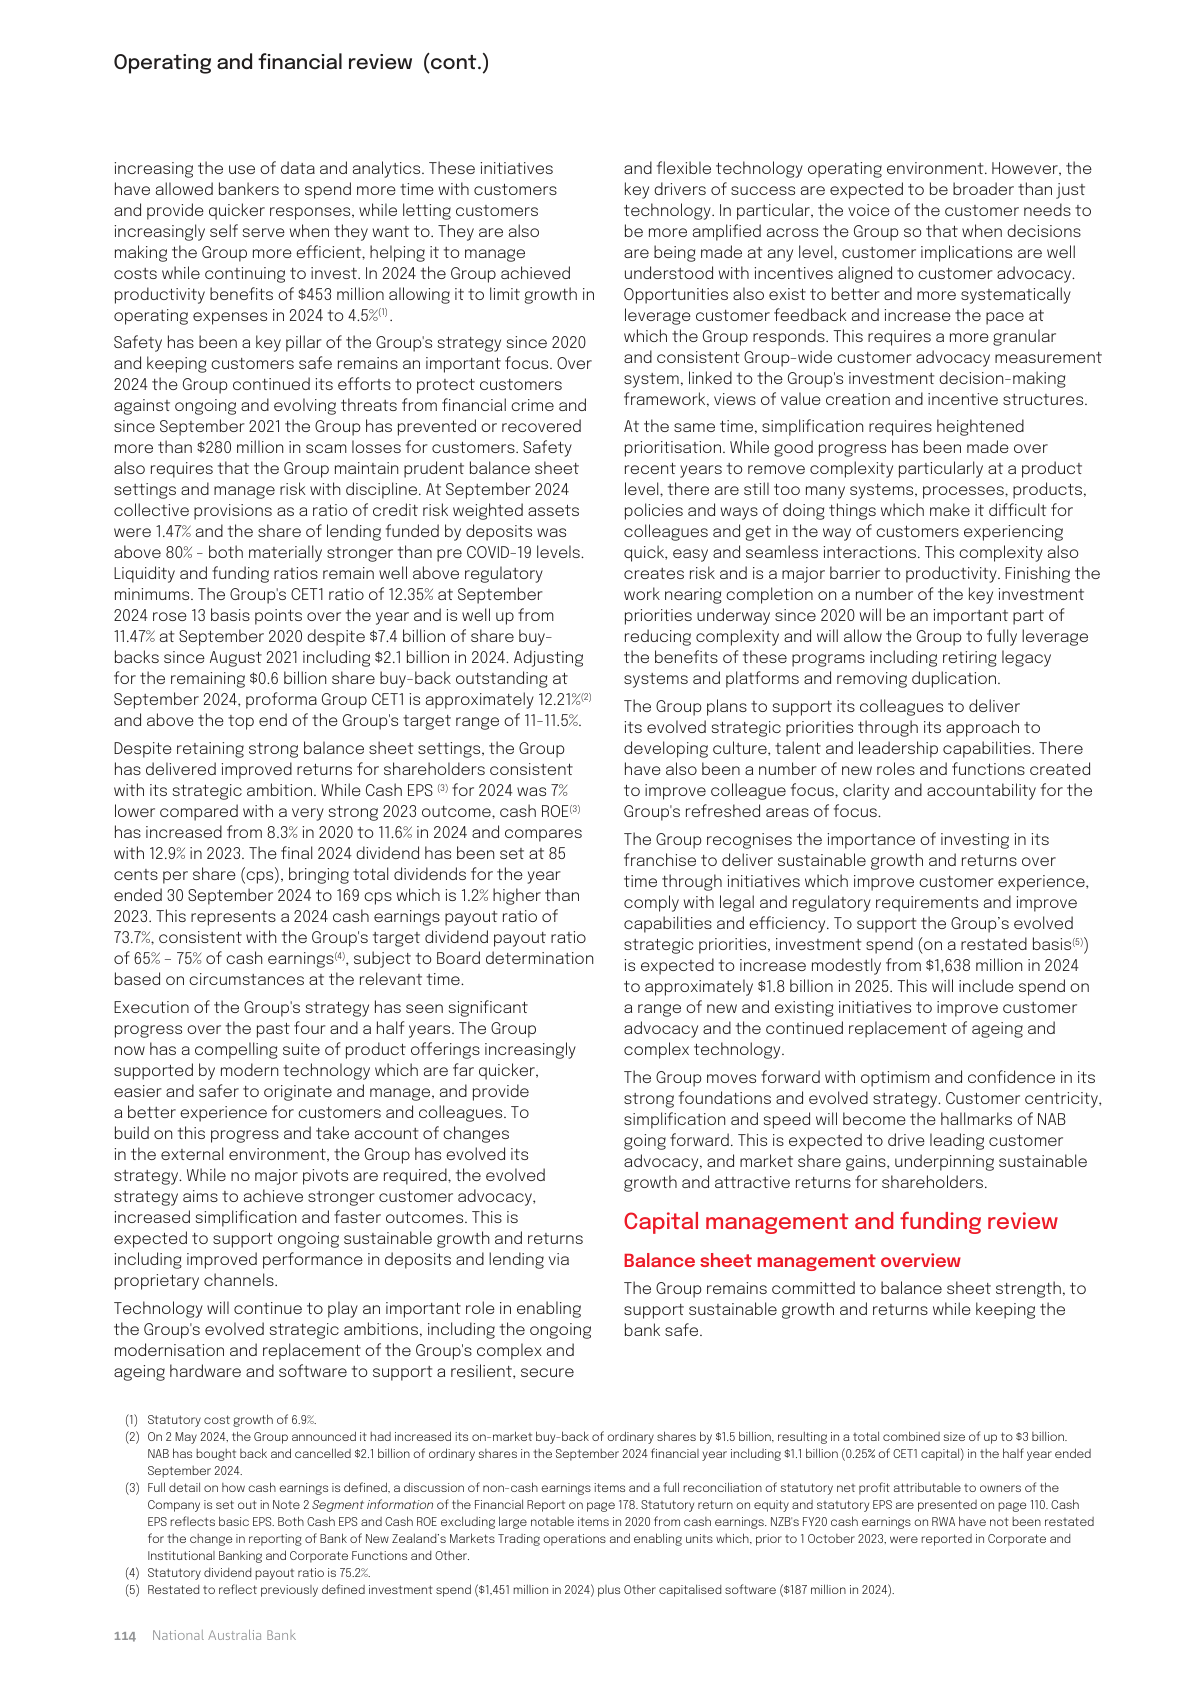 Operating and financial review (cont.)
increasing the use of data and analytics. These initiatives
have allowed bankers to spend more time with customers
and provide quicker responses, while letting customers
increasingly self serve when they want to. They are also
making the Group more efficient, helping it to manage
costs while continuing to invest. In 2024 the Group achieved
productivity benefits of $453 million allowing it to limit growth in
operating expenses in 2024 to 4.5%(1).
Safety has been a key pillar of the Group's strategy since 2020
and keeping customers safe remains an important focus. Over
2024 the Group continued its efforts to protect customers
against ongoing and evolving threats from financial crime and
since September 2021 the Group has prevented or recovered
more than $280 million in scam losses for customers. Safety
also requires that the Group maintain prudent balance sheet
settings and manage risk with discipline. At September 2024
collective provisions as a ratio of credit risk weighted assets
were 1.47% and the share of lending funded by deposits was
above 80% - both materially stronger than pre COVID-19 levels.
Liquidity and funding ratios remain well above regulatory
minimums. The Group's CET1 ratio of 12.35% at September
2024 rose 13 basis points over the year and is well up from
11.47% at September 2020 despite $7.4 billion of share buy-
backs since August 2021 including $2.1 billion in 2024. Adjusting
for the remaining $0.6 billion share buy-back outstanding at
September 2024, proforma Group CET1 is approximately 12.21%(2)
and above the top end of the Group's target range of 11-11.5%.
Despite retaining strong balance sheet settings, the Group
has delivered improved returns for shareholders consistent
with its strategic ambition. While Cash EPS (3) for 2024 was 7%
lower compared with a very strong 2023 outcome, cash ROE(3)
has increased from 8.3% in 2020 to 11.6% in 2024 and compares
with 12.9% in 2023. The final 2024 dividend has been set at 85
cents per share (cps), bringing total dividends for the year
ended 30 September 2024 to 169 cps which is 1.2% higher than
2023. This represents a 2024 cash earnings payout ratio of
73.7%, consistent with the Group's target dividend payout ratio
of 65% – 75% of cash earnings(4), subject to Board determination
based on circumstances at the relevant time.
Execution of the Group's strategy has seen significant
progress over the past four and a half years. The Group
now has a compelling suite of product offerings increasingly
supported by modern technology which are far quicker,
easier and safer to originate and manage, and provide
a better experience for customers and colleagues. To
build on this progress and take account of changes
in the external environment, the Group has evolved its
strategy. While no major pivots are required, the evolved
strategy aims to achieve stronger customer advocacy,
increased simplification and faster outcomes. This is
expected to support ongoing sustainable growth and returns
including improved performance in deposits and lending via
proprietary channels.
Technology will continue to play an important role in enabling
the Group's evolved strategic ambitions, including the ongoing
modernisation and replacement of the Group's complex and
ageing hardware and software to support a resilient, secure
and flexible technology operating environment. However, the
key drivers of success are expected to be broader than just
technology. In particular, the voice of the customer needs to
be more amplified across the Group so that when decisions
are being made at any level, customer implications are well
understood with incentives aligned to customer advocacy.
Opportunities also exist to better and more systematically
leverage customer feedback and increase the pace at
which the Group responds. This requires a more granular
and consistent Group-wide customer advocacy measurement
system, linked to the Group's investment decision-making
framework, views of value creation and incentive structures.
At the same time, simplification requires heightened
prioritisation. While good progress has been made over
recent years to remove complexity particularly at a product
level, there are still too many systems, processes, products,
policies and ways of doing things which make it difficult for
colleagues and get in the way of customers experiencing
quick, easy and seamless interactions. This complexity also
creates risk and is a major barrier to productivity. Finishing the
work nearing completion on a number of the key investment
priorities underway since 2020 will be an important part of
reducing complexity and will allow the Group to fully leverage
the benefits of these programs including retiring legacy
systems and platforms and removing duplication.
The Group plans to support its colleagues to deliver
its evolved strategic priorities through its approach to
developing culture, talent and leadership capabilities. There
have also been a number of new roles and functions created
to improve colleague focus, clarity and accountability for the
Group's refreshed areas of focus.
The Group recognises the importance of investing in its
franchise to deliver sustainable growth and returns over
time through initiatives which improve customer experience,
comply with legal and regulatory requirements and improve
capabilities and efficiency. To support the Group’s evolved
strategic priorities, investment spend (on a restated basis(5))
is expected to increase modestly from $1,638 million in 2024
to approximately $1.8 billion in 2025. This will include spend on
a range of new and existing initiatives to improve customer
advocacy and the continued replacement of ageing and
complex technology.
The Group moves forward with optimism and confidence in its
strong foundations and evolved strategy. Customer centricity,
simplification and speed will become the hallmarks of NAB
going forward. This is expected to drive leading customer
advocacy, and market share gains, underpinning sustainable
growth and attractive returns for shareholders.
Capital management and funding review
Balance sheet management overview
The Group remains committed to balance sheet strength, to
support sustainable growth and returns while keeping the
bank safe.
(1) Statutory cost growth of 6.9%.
(2) On 2 May 2024, the Group announced it had increased its on-market buy-back of ordinary shares by $1.5 billion, resulting in a total combined size of up to $3 billion.
NAB has bought back and cancelled $2.1 billion of ordinary shares in the September 2024 financial year including $1.1 billion (0.25% of CET1 capital) in the half year ended
September 2024.
(3) Full detail on how cash earnings is defined, a discussion of non-cash earnings items and a full reconciliation of statutory net profit attributable to owners of the
Company is set out in Note 2 Segment information of the Financial Report on page 178. Statutory return on equity and statutory EPS are presented on page 110. Cash
EPS reflects basic EPS. Both Cash EPS and Cash ROE excluding large notable items in 2020 from cash earnings. NZB's FY20 cash earnings on RWA have not been restated
for the change in reporting of Bank of New Zealand’s Markets Trading operations and enabling units which, prior to 1 October 2023, were reported in Corporate and
Institutional Banking and Corporate Functions and Other.
(4) Statutory dividend payout ratio is 75.2%.
(5) Restated to reflect previously defined investment spend ($1,451 million in 2024) plus Other capitalised software ($187 million in 2024).
114 National Australia Bank